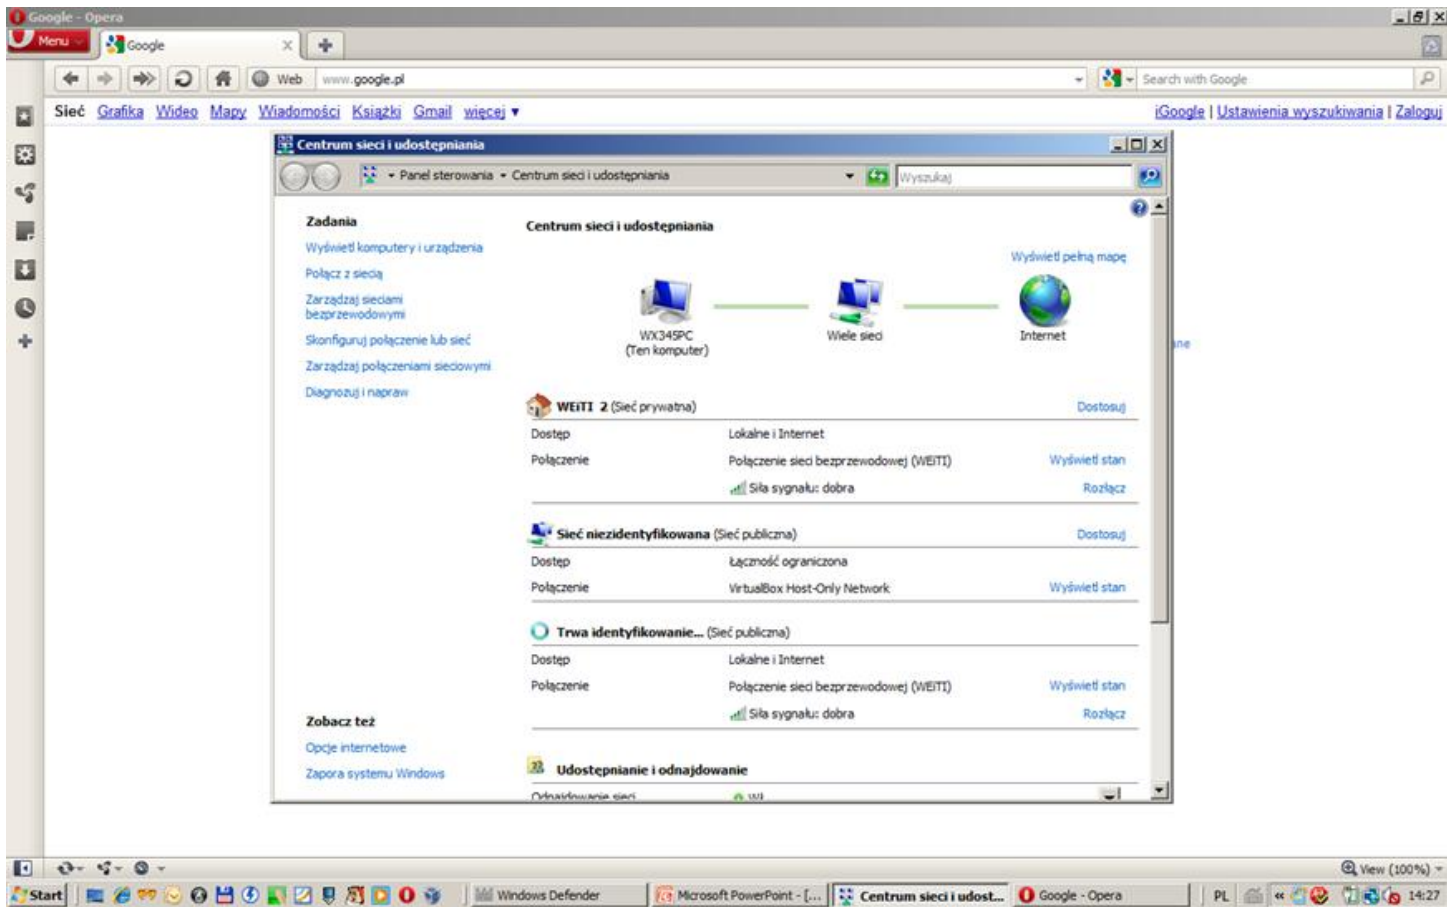 Google - Opera
Menu
Google
Web www.google.pl
Search with Google
Sieć Grafika Wideo Mapy Wiadomości Książki Gmail więcej ▼
iGoogle | Ustawienia wyszukiwania | Zaloguj
Centrum sieci i udostępniania
Panel sterowania Centrum sieci i udostępniania
Wyszukaj
Zadania
Wyświetl komputery i urządzenia
Połącz z siecią
Zarządzaj sieciami
bezprzewodowymi
Skonfiguruj połączenie lub sieć
Zarządzaj połączeniami sieciowymi
Diagnozuj i napraw
Centrum sieci i udostępniania
Wyświetl pełną mapę
WX345PC
(Ten komputer)
Wiele sieci
Internet
WEiTI 2 (Sieć prywatna)
Dostosuj
Dostęp Lokalne i Internet
Połączenie Połączenie sieci bezprzewodowej (WEiTI) Wyświetl stan
Siła sygnału: dobra Rozłącz
Sieć niezidentyfikowana (Sieć publiczna) Dostosuj
Dostęp Łączność ograniczona
Połączenie VirtualBox Host-Only Network Wyświetl stan
Trwa identyfikowanie... (Sieć publiczna)
Dostęp Lokalne i Internet
Połączenie Połączenie sieci bezprzewodowej (WEiTI) Wyświetl stan
Siła sygnału: dobra Rozłącz
Udostępnianie i odnajdowanie
Odnajdowanie sieci Wł.
Zobacz też
Opcje internetowe
Zapora systemu Windows
View (100%)
Start
Windows Defender
Microsoft PowerPoint - [...
Centrum sieci i udost...
Google - Opera
PL
14:27